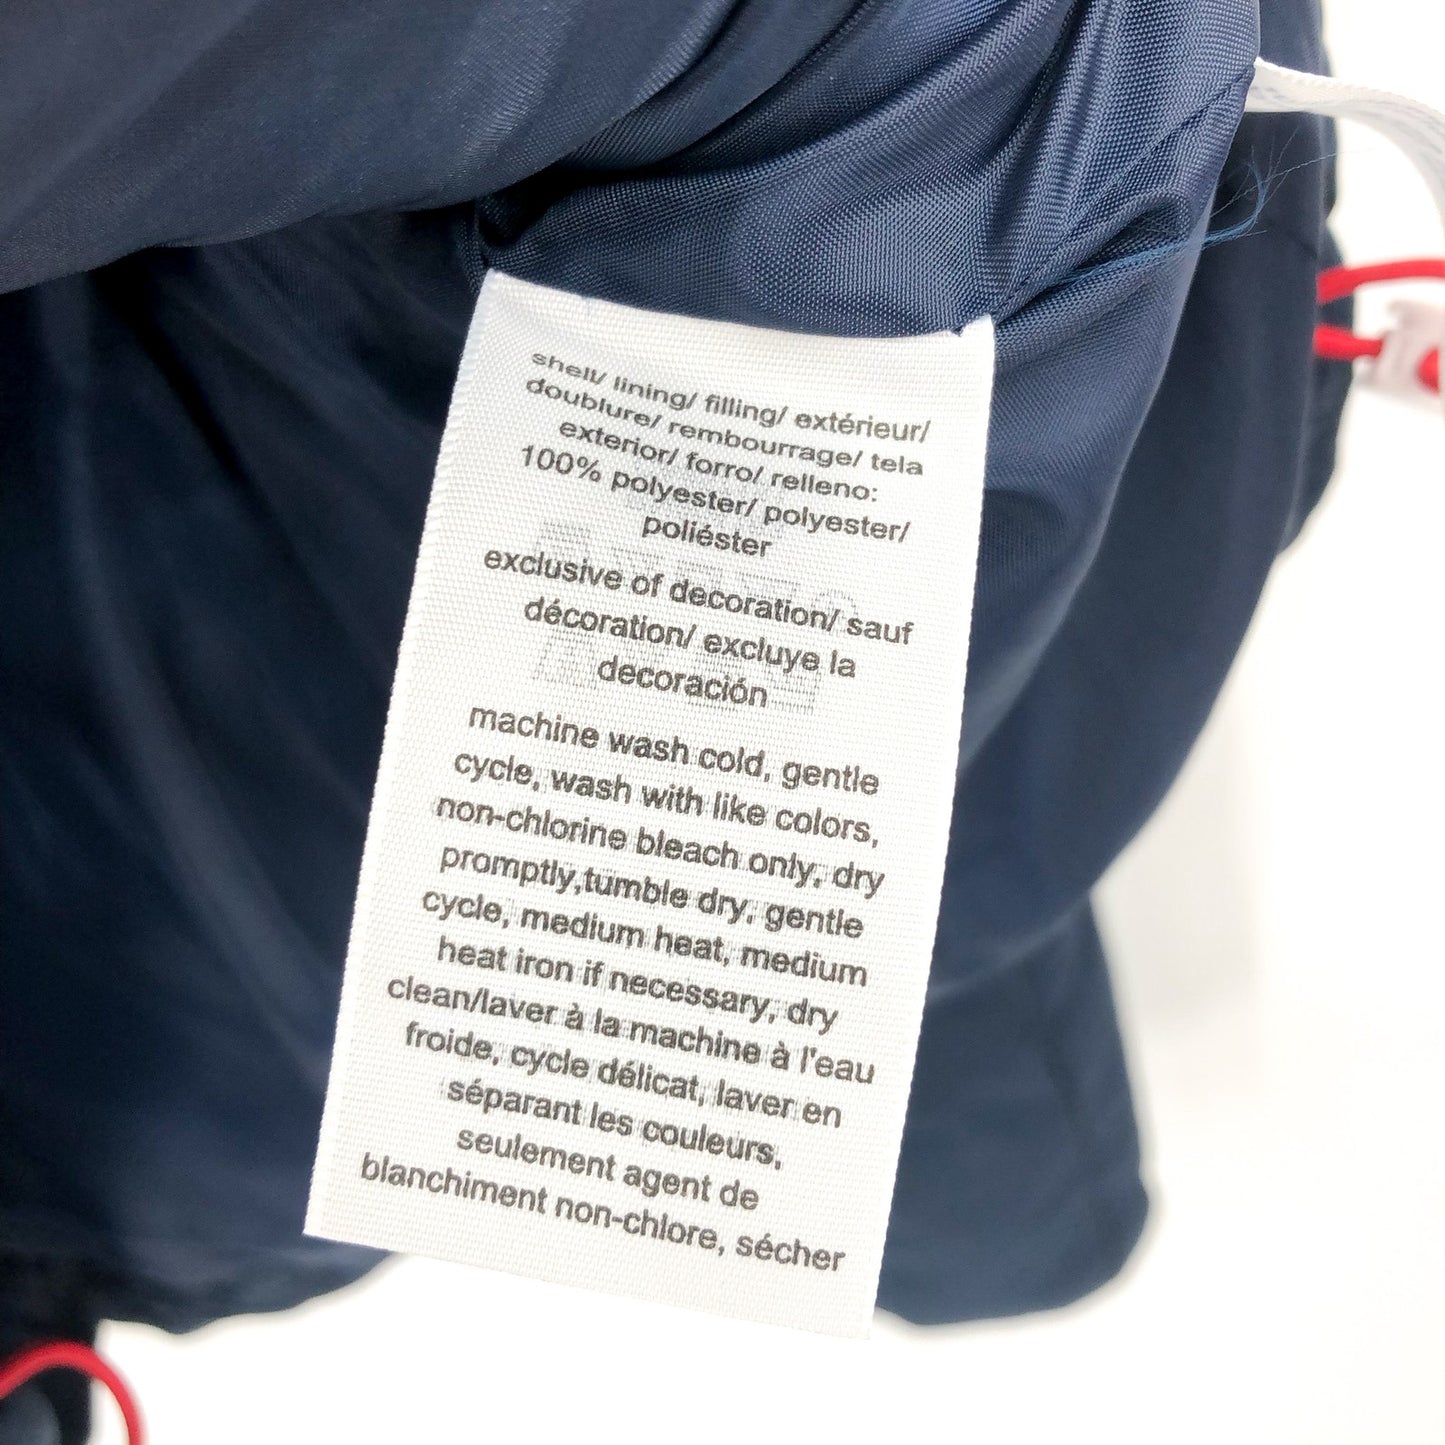 shell/ lining/ filling/ extérieur/
doublure/ rembourrage/ tela
exterior/ forro/ relleno:
100% polyester/ polyester/
poliéster
exclusive of decoration/ sauf
décoration/ excluye la
decoración
machine wash cold, gentle
cycle, wash with like colors,
non-chlorine bleach only, dry
promptly,tumble dry, gentle
cycle, medium heat, medium
heat iron if necessary, dry
clean/laver à la machine à l'eau
froide, cycle délicat, laver en
séparant les couleurs,
seulement agent de
blanchiment non-chlore, sécher